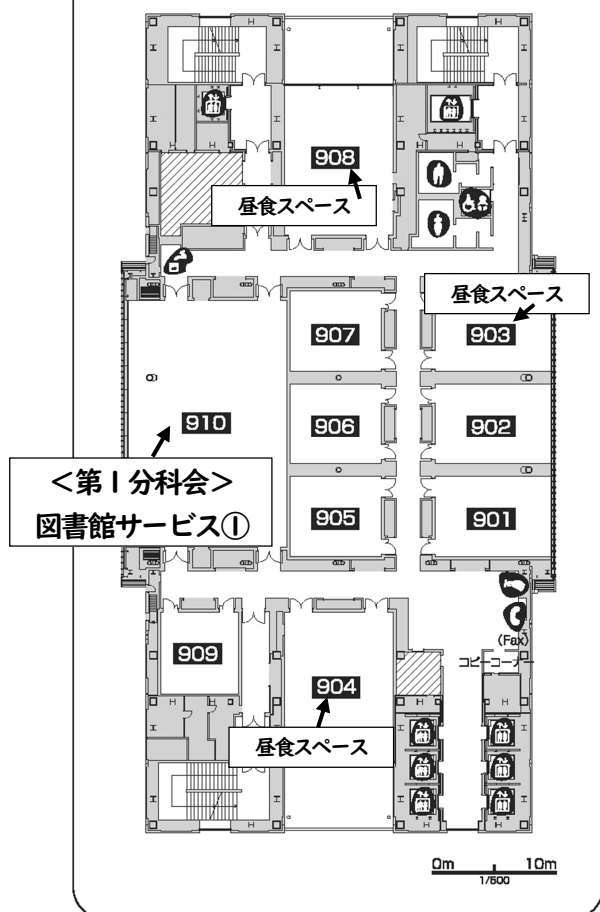 908
昼食スペース
昼食スペース
907
903
910
906
902
<第1分科会>
図書館サービス①
905
901
(Fax)
コピーコーナー
909
904
昼食スペース
0m 10m
1/500